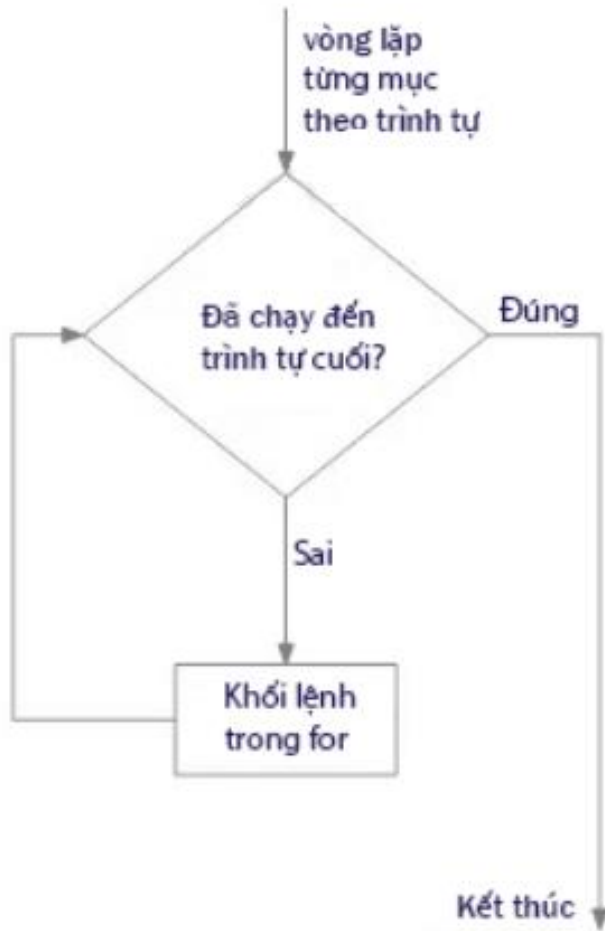 vòng lặp
từng mục
theo trình tự
Đã chạy đến
trình tự cuối?
Đúng
Sai
Khối lệnh
trong for
Kết thúc